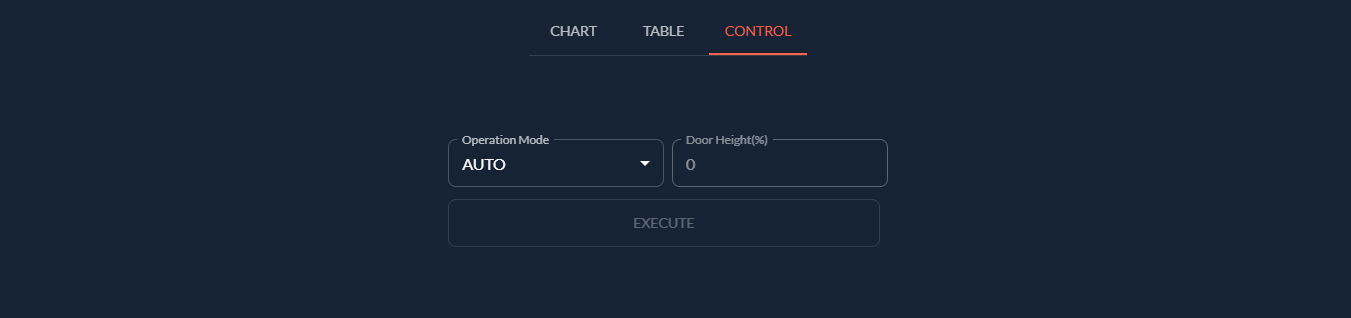 CHART TABLE CONTROL
Operation Mode Door Height(%)
AUTO 0
EXECUTE